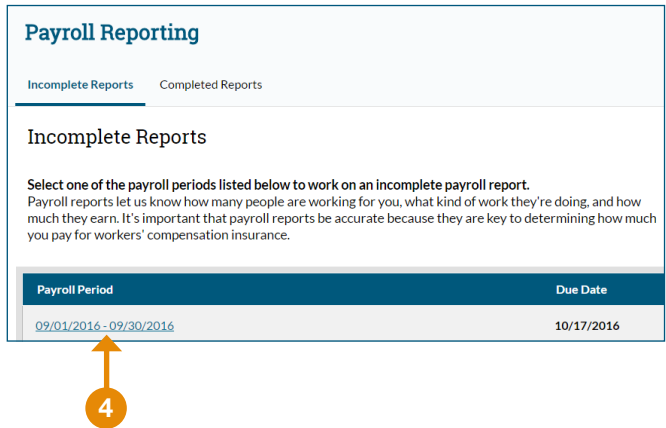 Payroll Reporting
Incomplete Reports Completed Reports
Incomplete Reports
Select one of the payroll periods listed below to work on an incomplete payroll report.
Payroll reports let us know how many people are working for you, what kind of work they're doing, and how
much they earn. It's important that payroll reports be accurate because they are key to determining how much
you pay for workers' compensation insurance.
Payroll Period Due Date
09/01/2016 - 09/30/2016 10/17/2016
4